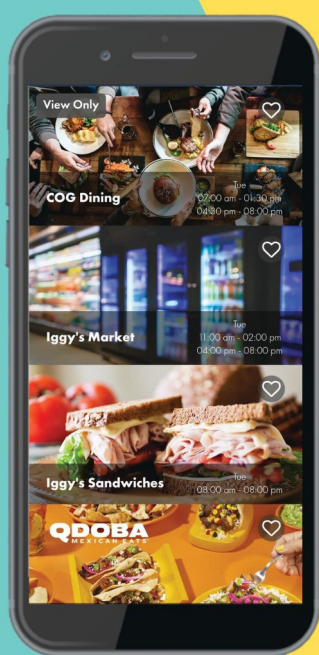 View Only
COG Dining
Tue
07:00 am - 01:30 pm
04:30 pm - 08:00 pm
Iggy's Market
Tue
11:00 am - 02:00 pm
04:00 pm - 08:00 pm
Iggy's Sandwiches
Tue
08:00 am - 08:00 pm
QDOBA
MEXICAN EATS